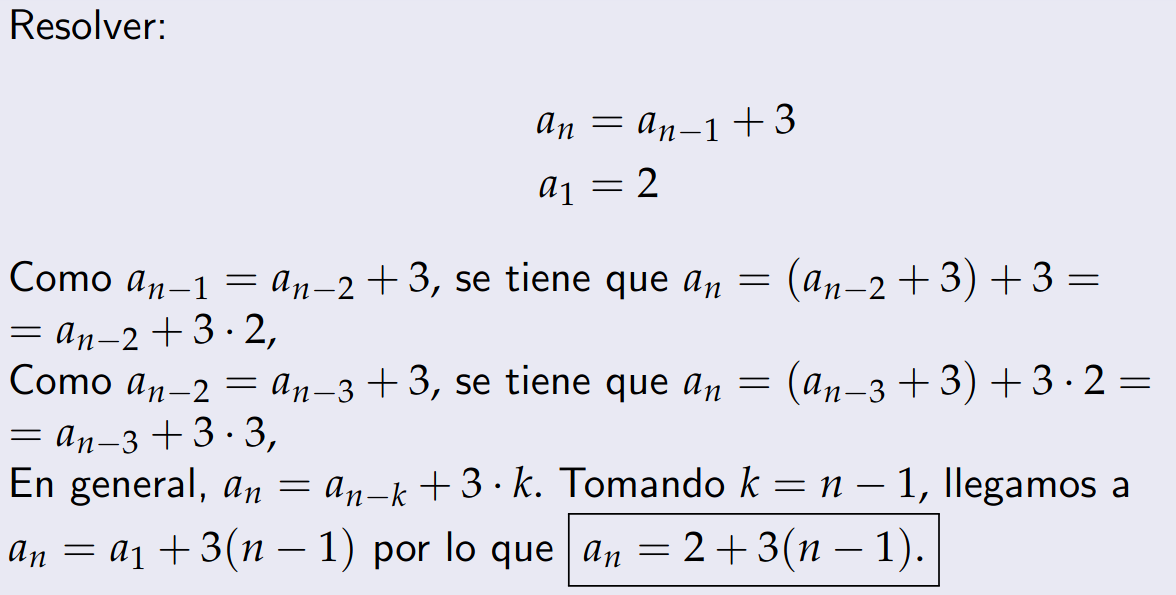 Resolver:
aₙ = aₙ₋₁ + 3
a₁ = 2
Como aₙ₋₁ = aₙ₋₂ + 3, se tiene que aₙ = (aₙ₋₂ + 3) + 3 =
= aₙ₋₂ + 3 · 2,
Como aₙ₋₂ = aₙ₋₃ + 3, se tiene que aₙ = (aₙ₋₃ + 3) + 3 · 2 =
= aₙ₋₃ + 3 · 3,
En general, aₙ = aₙ₋ₖ + 3 · k. Tomando k = n − 1, llegamos a
aₙ = a₁ + 3(n − 1) por lo que aₙ = 2 + 3(n − 1).